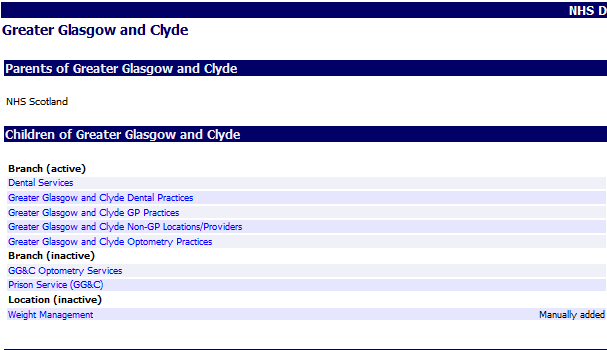 NHS D
Greater Glasgow and Clyde
Parents of Greater Glasgow and Clyde
NHS Scotland
Children of Greater Glasgow and Clyde
Branch (active)
Dental Services
Greater Glasgow and Clyde Dental Practices
Greater Glasgow and Clyde GP Practices
Greater Glasgow and Clyde Non-GP Locations/Providers
Greater Glasgow and Clyde Optometry Practices
Branch (inactive)
GG&C Optometry Services
Prison Service (GG&C)
Location (inactive)
Weight Management Manually added